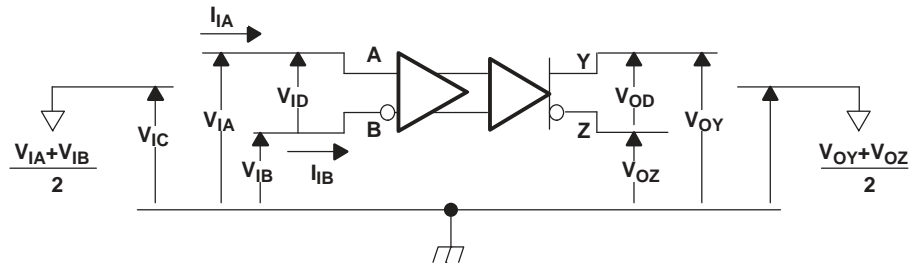 I_IA
A
Y
V_ID
V_OD
V_IA
V_OY
V_IC
B
Z
V_IB
I_IB
V_OZ
V_IA+V_IB
2
V_OY+V_OZ
2